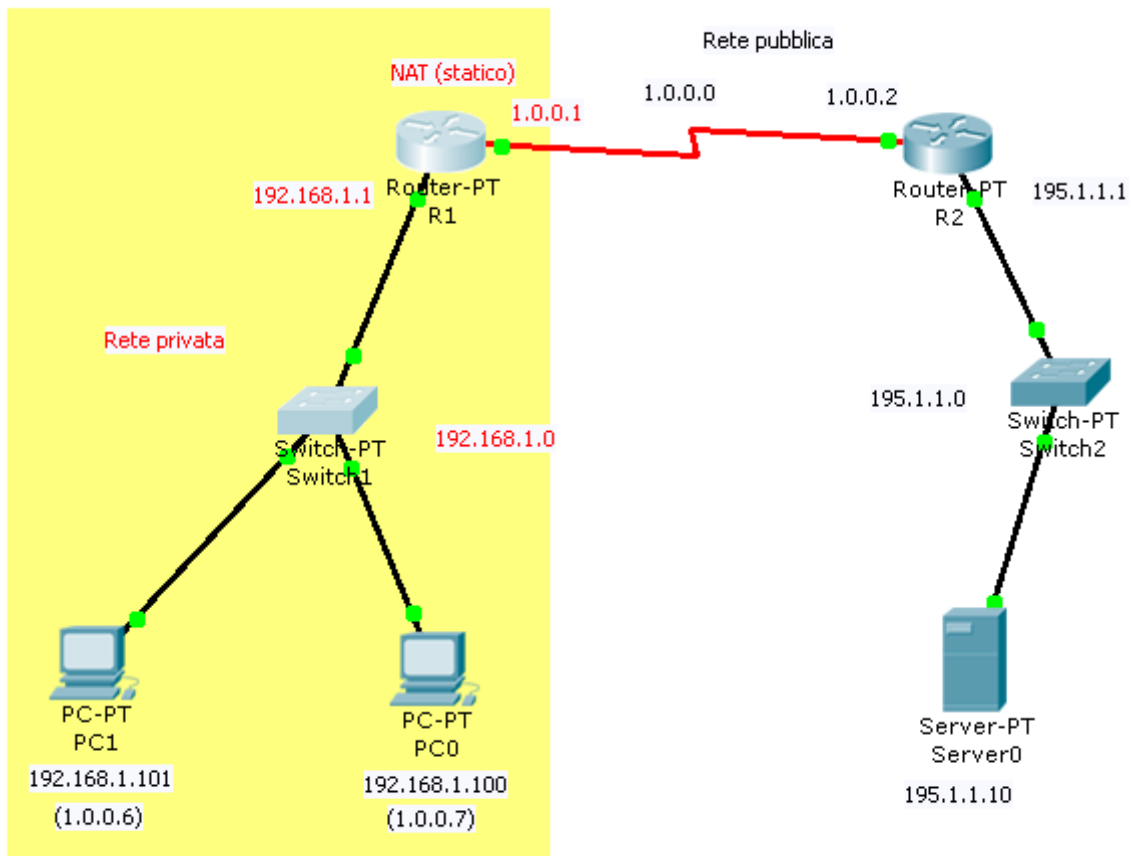 Rete pubblica
NAT (statico)
1.0.0.1
1.0.0.0
1.0.0.2
192.168.1.1
Router-PT
R1
Router-PT
R2
195.1.1.1
Rete privata
Switch-PT
Switch1
192.168.1.0
195.1.1.0
Switch-PT
Switch2
PC-PT
PC1
192.168.1.101
(1.0.0.6)
PC-PT
PC0
192.168.1.100
(1.0.0.7)
Server-PT
Server0
195.1.1.10